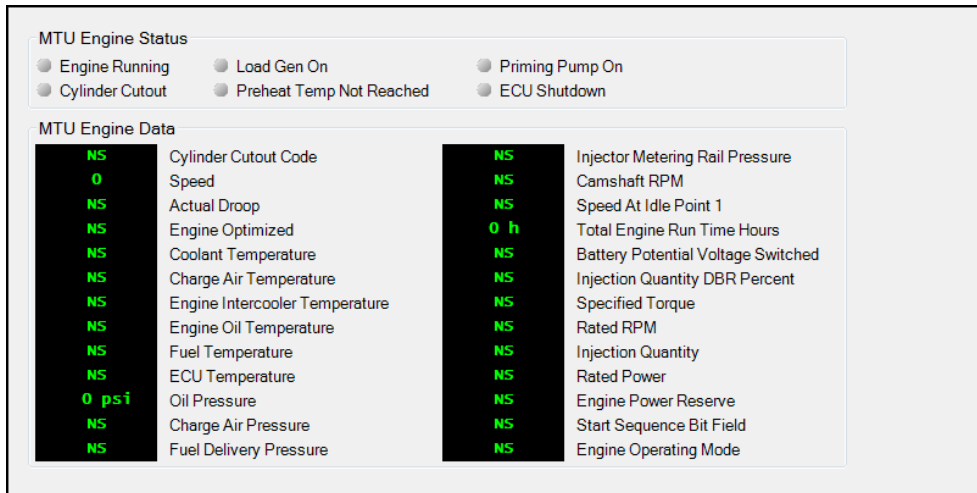 MTU Engine Status
Engine Running Load Gen On Priming Pump On
Cylinder Cutout Preheat Temp Not Reached ECU Shutdown
MTU Engine Data
NS Cylinder Cutout Code NS Injector Metering Rail Pressure
0 Speed NS Camshaft RPM
NS Actual Droop NS Speed At Idle Point 1
NS Engine Optimized 0 h Total Engine Run Time Hours
NS Coolant Temperature NS Battery Potential Voltage Switched
NS Charge Air Temperature NS Injection Quantity DBR Percent
NS Engine Intercooler Temperature NS Specified Torque
NS Engine Oil Temperature NS Rated RPM
NS Fuel Temperature NS Injection Quantity
NS ECU Temperature NS Rated Power
0 psi Oil Pressure NS Engine Power Reserve
NS Charge Air Pressure NS Start Sequence Bit Field
NS Fuel Delivery Pressure NS Engine Operating Mode